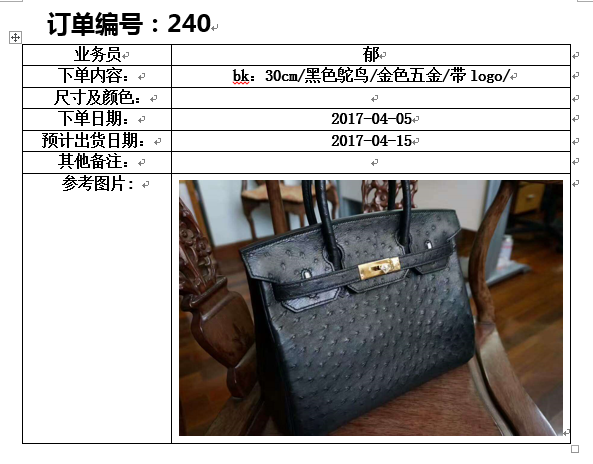 订单编号：240
业务员 郁
下单内容： bk：30cm/黑色鸵鸟/金色五金/带 logo/
尺寸及颜色：
下单日期： 2017-04-05
预计出货日期： 2017-04-15
其他备注：
参考图片: